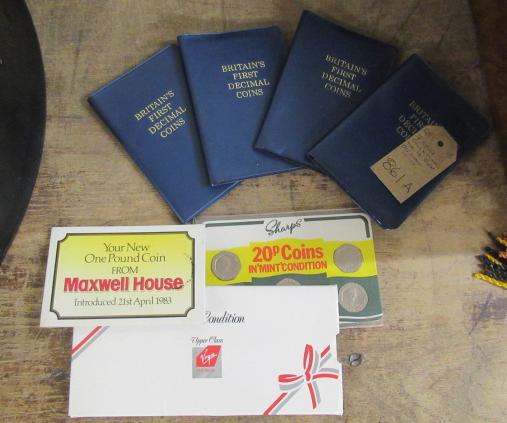 BRITAIN'S
FIRST
DECIMAL
COINS
BRITAIN'S
FIRST
DECIMAL
COINS
BRITAIN'S
FIRST
DECIMAL
COINS
BRITAIN'S
FIRST
DECIMAL
861A
Your New
One Pound Coin
FROM
Maxwell House
Introduced 21st April 1983
Sharps
20P Coins
IN 'MINT' CONDITION
Condition
Upper Class
Virgin